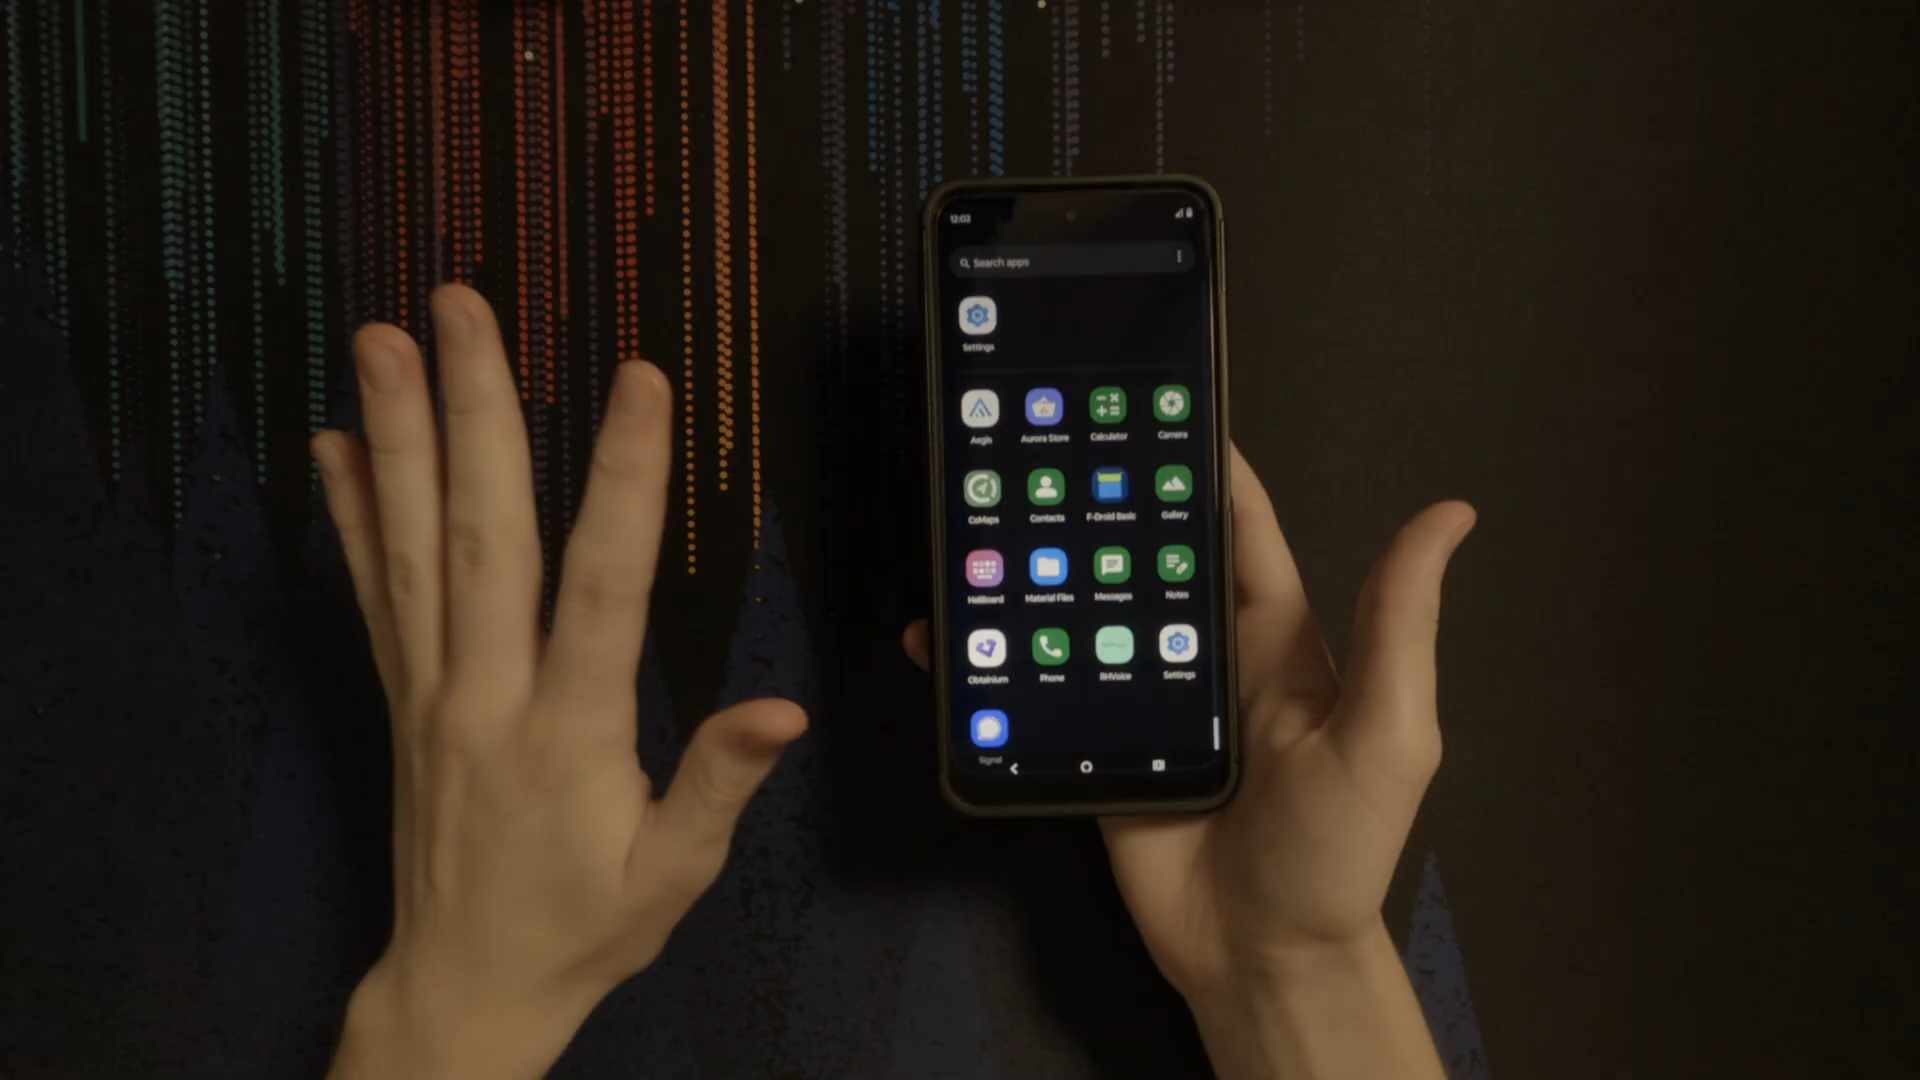 12:02
Search apps
Settings
Aegis Aurora Store Calculator Camera
CoMaps Contacts F-Droid Basic Gallery
HeliBoard Material Files Messages Notes
Obtainium Phone Settings
Signal